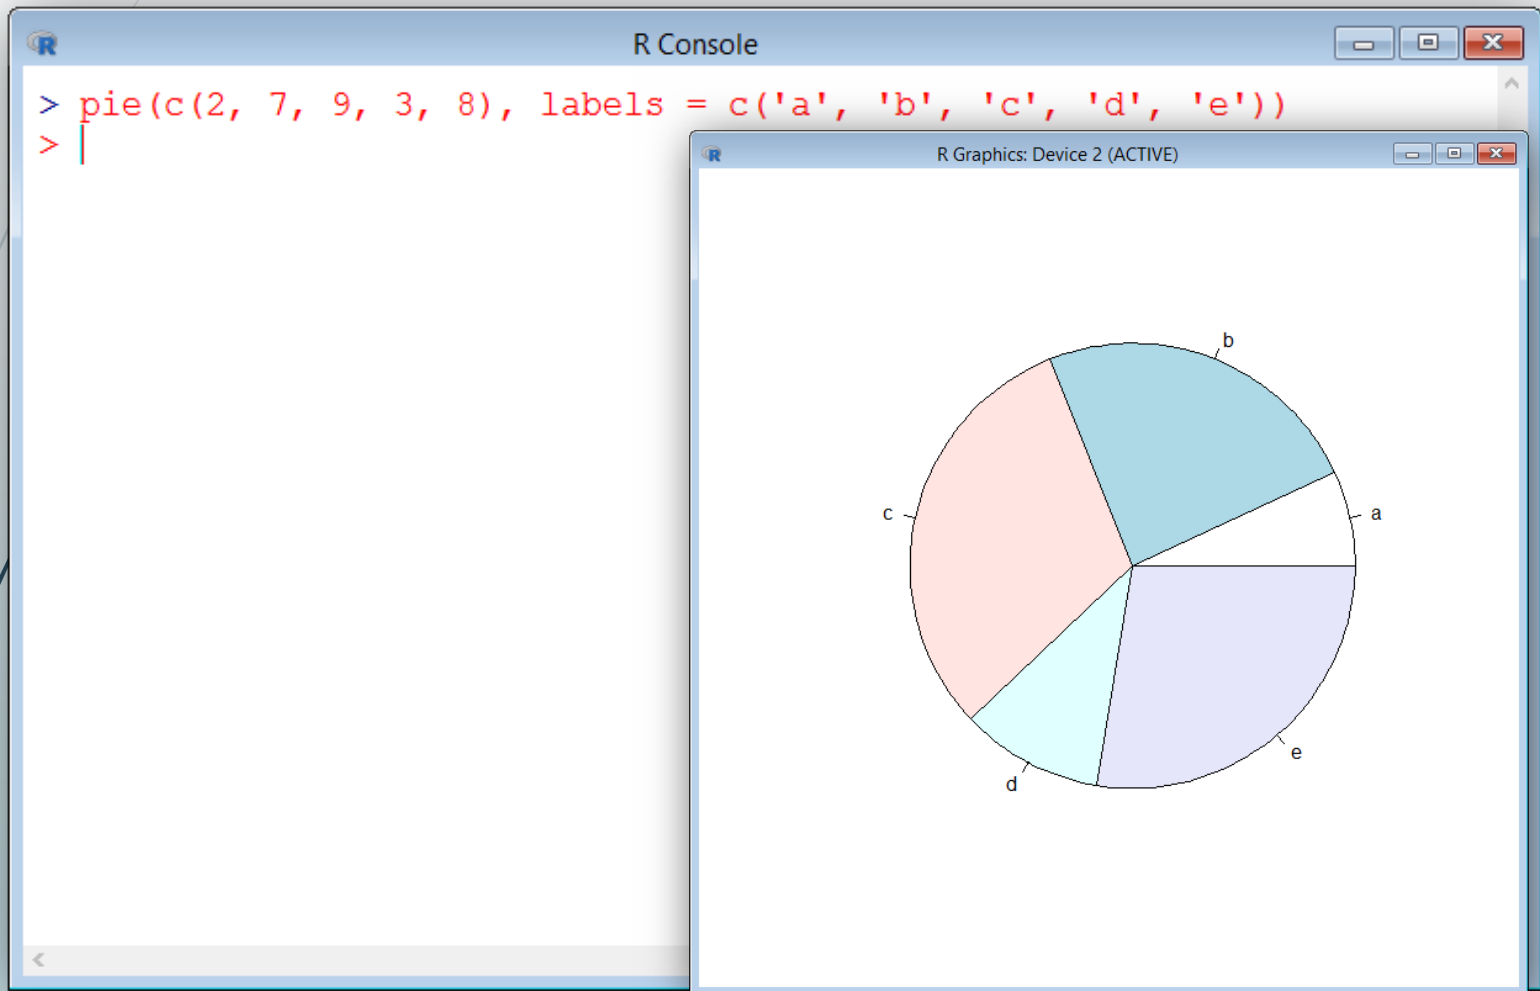 R Console
> pie(c(2, 7, 9, 3, 8), labels = c('a', 'b', 'c', 'd', 'e'))
>
R Graphics: Device 2 (ACTIVE)
b
c
a
e
d